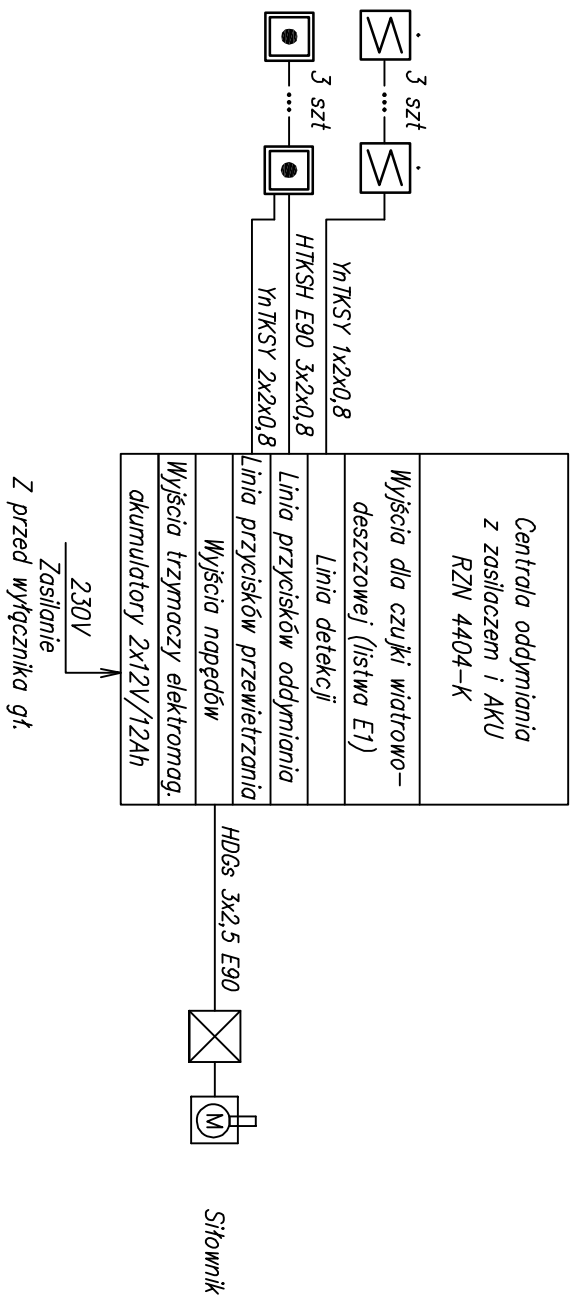 3 szt
3 szt
YnTKSY 1x2x0,8
HTKSH E90 3x2x0,8
YnTKSY 2x2x0,8
Centrala oddymiania
z zasilaczem i AKU
RZN 4404-K
Wyjścia dla czujki wiatrowo-
deszczowej (listwa E1)
Linia detekcji
Linia przycisków oddymiania
Linia przycisków przewietrzania
Wyjścia napędów
Wyjścia trzymaczy elektromag.
akumulatory 2x12V/12Ah
230V
Zasilanie
Z przed wyłącznika gł.
HDGs 3x2,5 E90
M
Siłownik